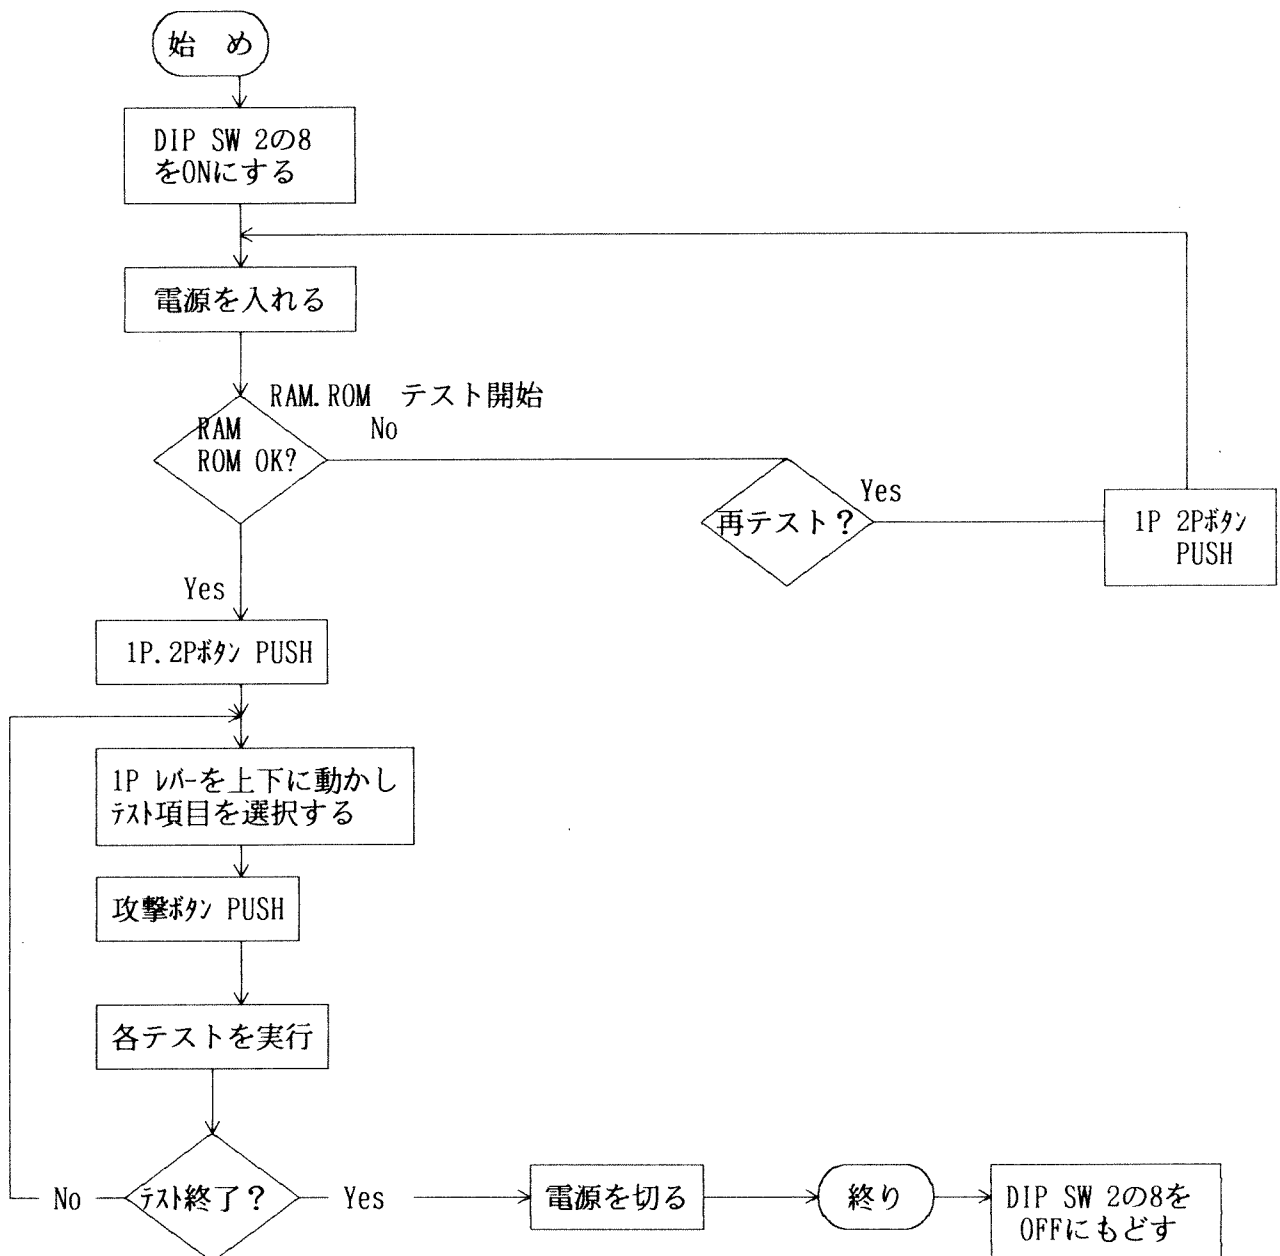 始 め
DIP SW 2の8
をONにする
電源を入れる
RAM.ROM テスト開始
RAM
ROM OK?
No
Yes
再テスト?
Yes
1P 2Pボタン
PUSH
1P.2Pボタン PUSH
1P レバーを上下に動かし
テスト項目を選択する
攻撃ボタン PUSH
各テストを実行
No
テスト終了?
Yes
電源を切る
終り
DIP SW 2の8を
OFFにもどす